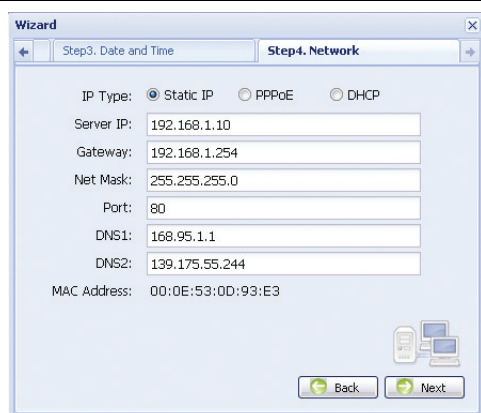 Wizard
Step3. Date and Time
Step4. Network
IP Type: Static IP PPPoE DHCP
Server IP: 192.168.1.10
Gateway: 192.168.1.254
Net Mask: 255.255.255.0
Port: 80
DNS1: 168.95.1.1
DNS2: 139.175.55.244
MAC Address: 00:0E:53:0D:93:E3
Back Next